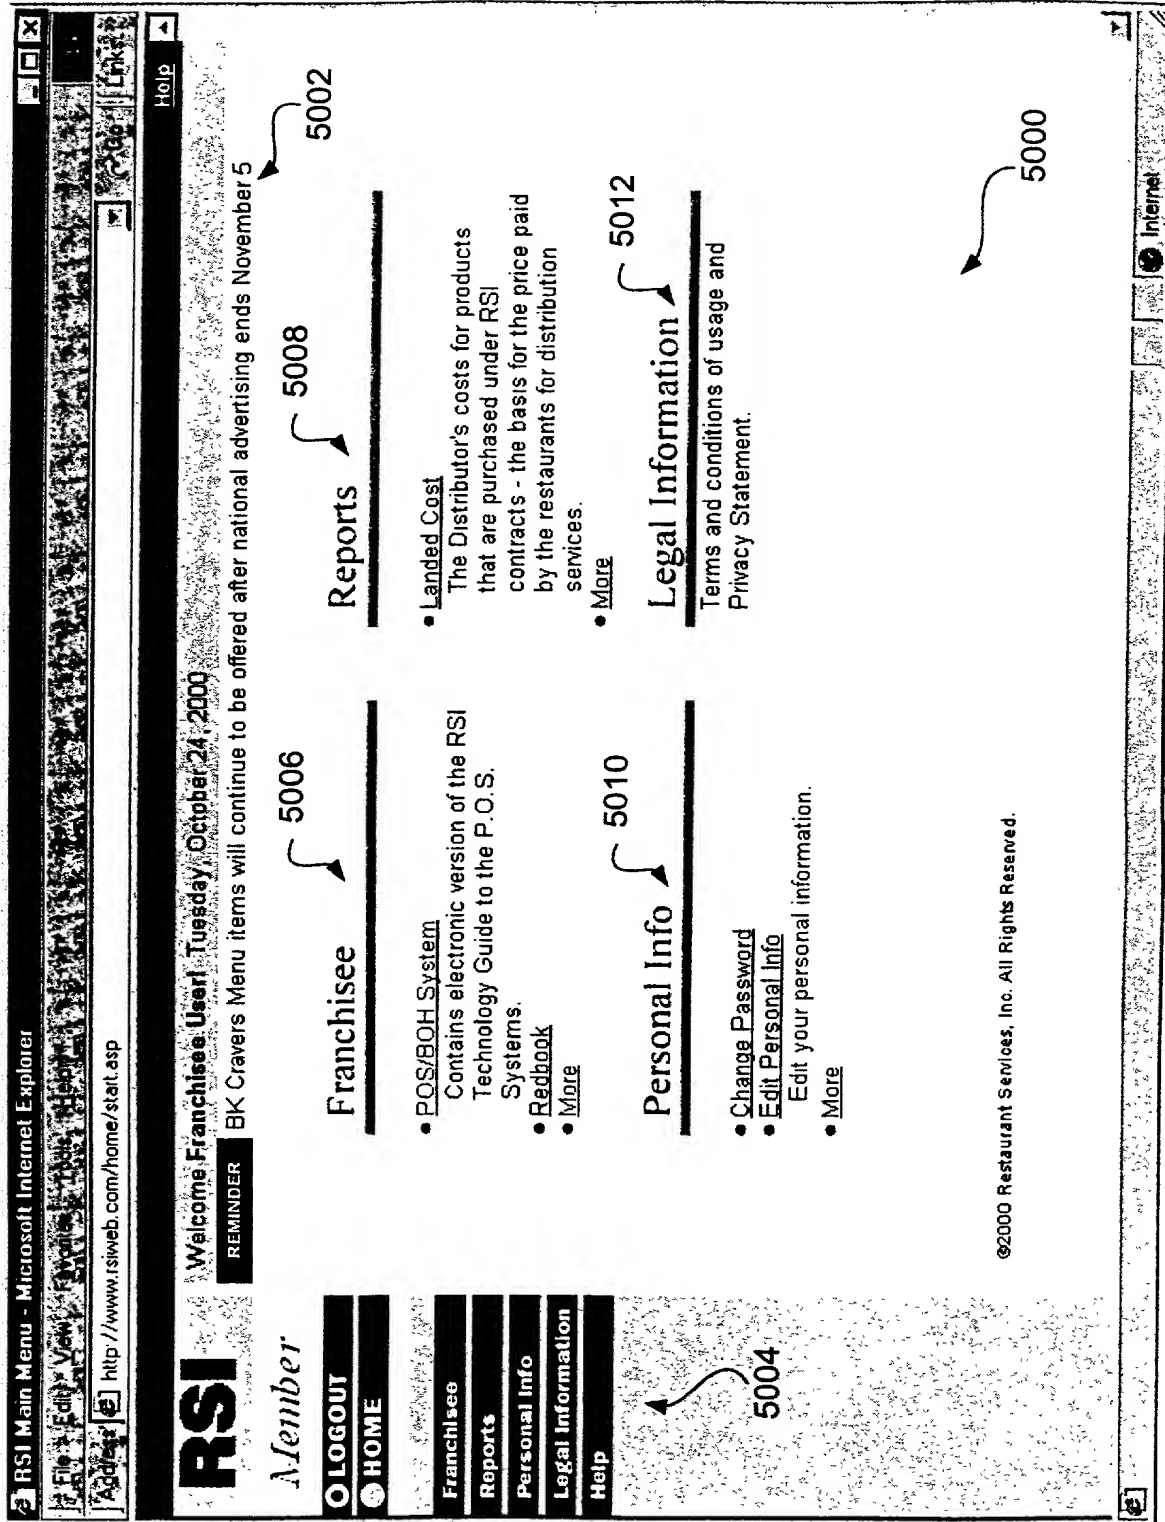 RSI Main Menu - Microsoft Internet Explorer
File Edit View Favorites Tools Help
Address http://www.rsiweb.com/home/start.asp Go Links
Help
RSI
Welcome Franchisee User! Tuesday, October 24, 2000
REMINDER BK Cravers Menu items will continue to be offered after national advertising ends November 5
5002
Member
LOGOUT
HOME
Franchisee
Reports
Personal Info
Legal Information
Help
5004
Franchisee
5006
• POS/BOH System
Contains electronic version of the RSI
Technology Guide to the P.O.S.
Systems.
• Redbook
• More
Reports
5008
• Landed Cost
The Distributor's costs for products
that are purchased under RSI
contracts - the basis for the price paid
by the restaurants for distribution
services.
• More
Personal Info
5010
• Change Password
• Edit Personal Info
Edit your personal information.
• More
Legal Information
5012
Terms and conditions of usage and
Privacy Statement.
©2000 Restaurant Services, Inc. All Rights Reserved.
5000
Internet